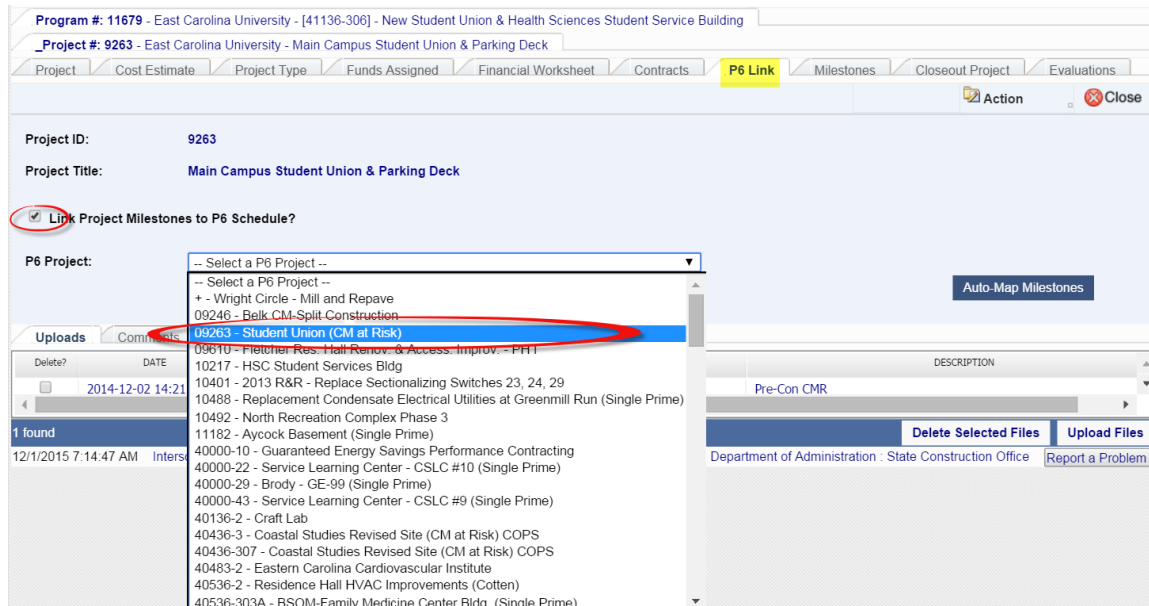 Program #: 11679 - East Carolina University - [41136-306] - New Student Union & Health Sciences Student Service Building
_Project #: 9263 - East Carolina University - Main Campus Student Union & Parking Deck
Project Cost Estimate Project Type Funds Assigned Financial Worksheet Contracts P6 Link Milestones Closeout Project Evaluations
Action Close
Project ID: 9263
Project Title: Main Campus Student Union & Parking Deck
Link Project Milestones to P6 Schedule?
P6 Project: -- Select a P6 Project --
-- Select a P6 Project --
+ - Wright Circle - Mill and Repave
Auto-Map Milestones
09246 - Belk CM-Split Construction
09263 - Student Union (CM at Risk)
Uploads Comments
09610 - Fletcher Res. Hall Renov. & Access. Improv. - PH1
Delete? DATE DESCRIPTION
10217 - HSC Student Services Bldg
10401 - 2013 R&R - Replace Sectionalizing Switches 23, 24, 29
2014-12-02 14:21 Pre-Con CMR
10488 - Replacement Condensate Electrical Utilities at Greenmill Run (Single Prime)
10492 - North Recreation Complex Phase 3
1 found Delete Selected Files Upload Files
11182 - Aycock Basement (Single Prime)
40000-10 - Guaranteed Energy Savings Performance Contracting
12/1/2015 7:14:47 AM Department of Administration : State Construction Office Report a Problem
40000-22 - Service Learning Center - CSLC #10 (Single Prime)
40000-29 - Brody - GE-99 (Single Prime)
40000-43 - Service Learning Center - CSLC #9 (Single Prime)
40136-2 - Craft Lab
40436-3 - Coastal Studies Revised Site (CM at Risk) COPS
40436-307 - Coastal Studies Revised Site (CM at Risk) COPS
40483-2 - Eastern Carolina Cardiovascular Institute
40536-2 - Residence Hall HVAC Improvements (Cotten)
40536-303A - BSOM-Family Medicine Center Bldg. (Single Prime)